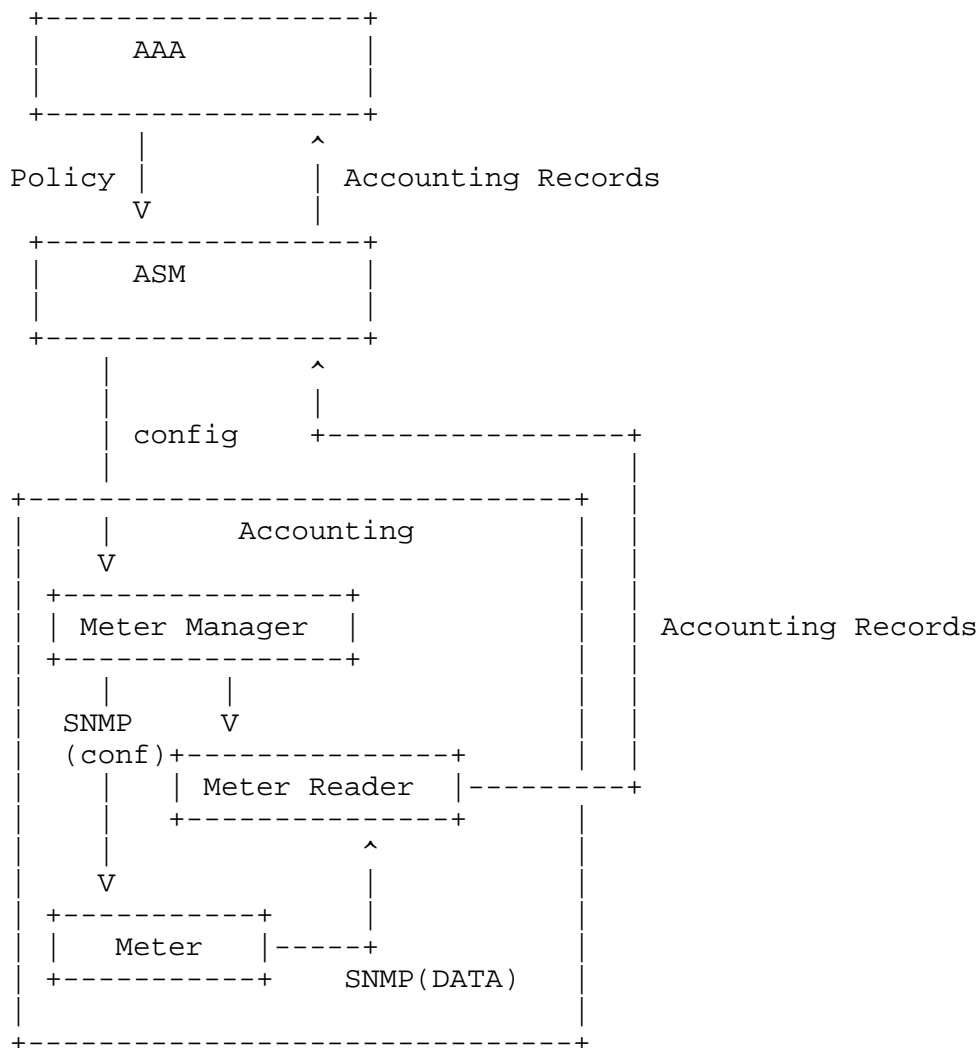 AAA
Policy Accounting Records
ASM
config
Accounting
Meter Manager
Accounting Records
SNMP
(conf)
Meter Reader
Meter
SNMP(DATA)